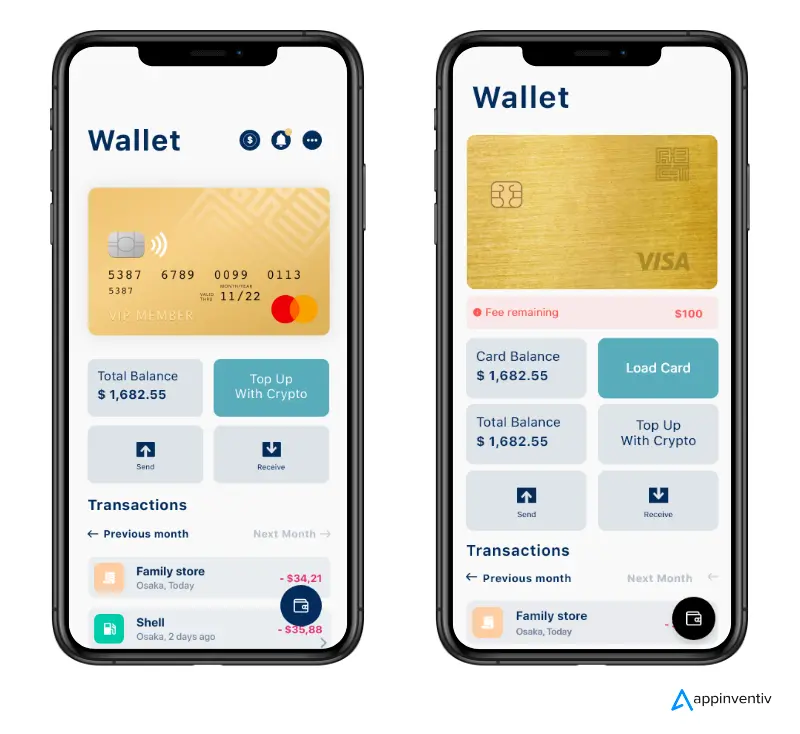 Wallet
$
5387 6789 0099 0113
5387
MONTH/YEAR
VALID
THRU
11/22
VIP MEMBER
Total Balance
$ 1,682.55
Top Up
With Crypto
Send
Receive
Transactions
← Previous month
Next Month →
Family store
Osaka, Today
- $34,21
Shell
Osaka, 2 days ago
- $35,88
Wallet
VISA
Fee remaining
$100
Card Balance
$ 1,682.55
Load Card
Total Balance
$ 1,682.55
Top Up
With Crypto
Send
Receive
Transactions
← Previous month
Next Month ←
Family store
Osaka, Today
-
appinventiv